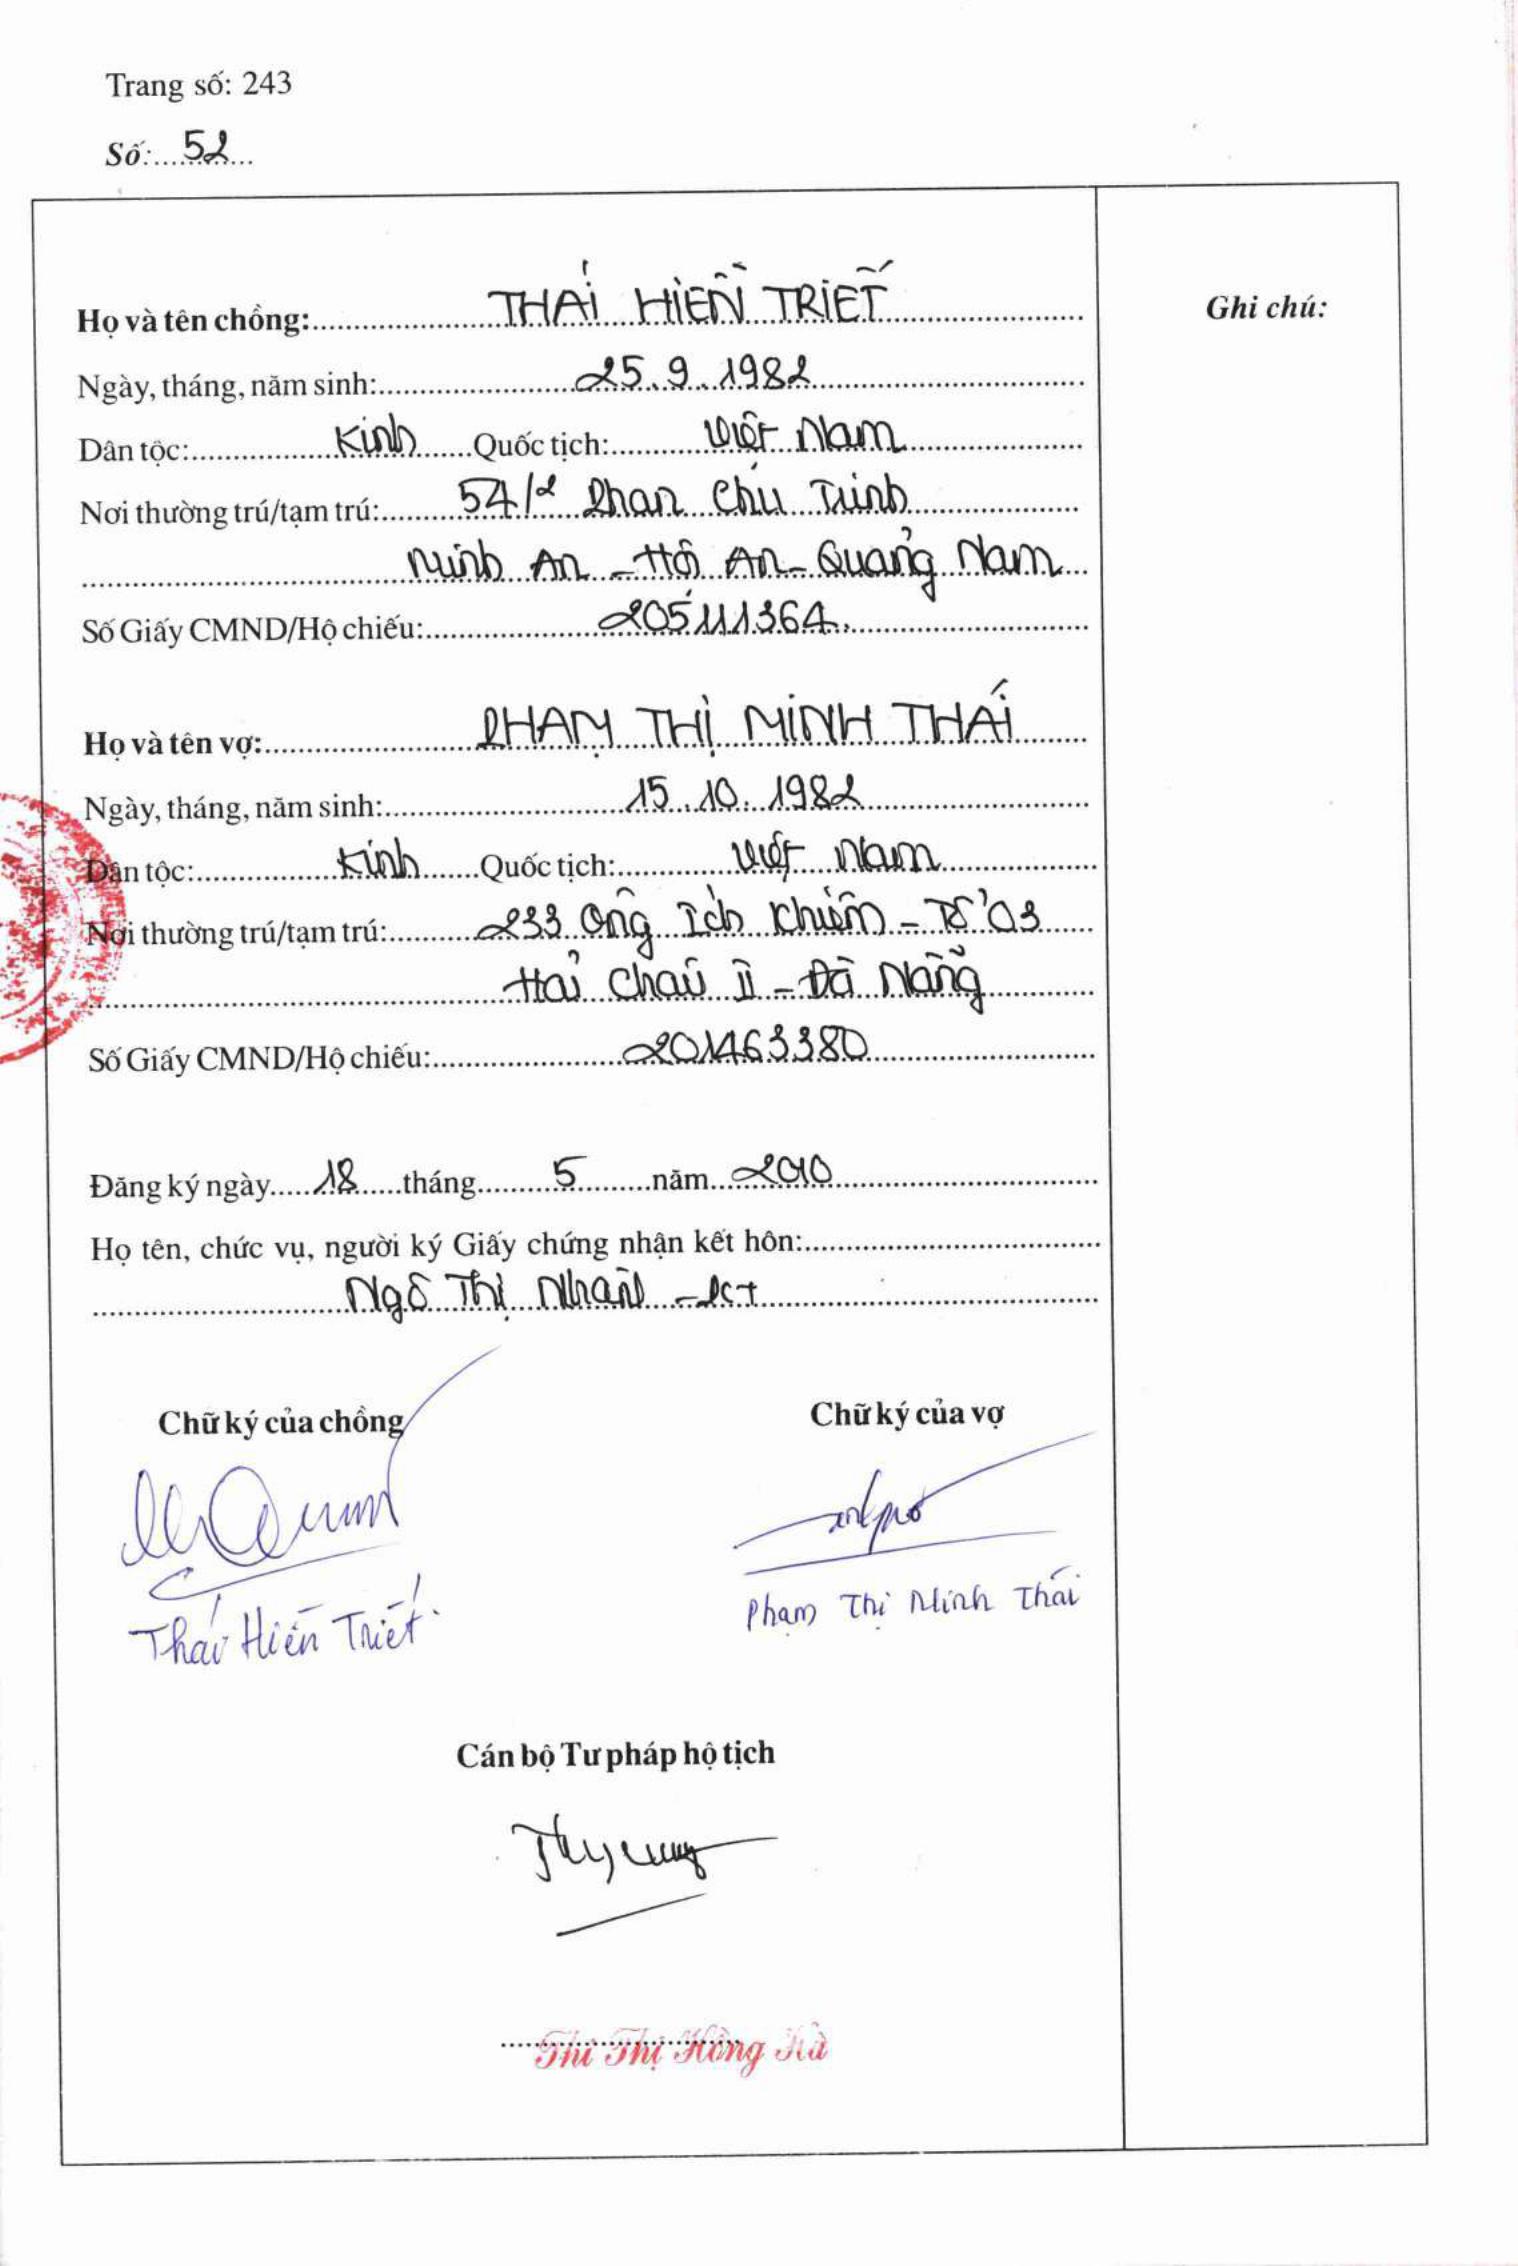 Trang số: 243
Số: 52
Họ và tên chồng: THÁI HIỀN TRIẾT
Ghi chú:
Ngày, tháng, năm sinh: 25.9.1982
Dân tộc: Kinh Quốc tịch: Việt Nam
Nơi thường trú/tạm trú: 54/2 Phan Chu Trinh
Minh An - Hội An - Quảng Nam
Số Giấy CMND/Hộ chiếu: 205111364.
Họ và tên vợ: PHẠM THỊ MINH THÁI
Ngày, tháng, năm sinh: 15.10.1982
Dân tộc: Kinh Quốc tịch: Việt Nam
Nơi thường trú/tạm trú: 233 Ông Ích Khiêm - Tổ 03
Hải Châu II - Đà Nẵng
Số Giấy CMND/Hộ chiếu: 201463380
Đăng ký ngày 18 tháng 5 năm 2010
Họ tên, chức vụ, người ký Giấy chứng nhận kết hôn:
Ngô Thị Nhân
Chữ ký của chồng Chữ ký của vợ
Thái Hiền Triết. Phạm Thị Minh Thái
Cán bộ Tư pháp hộ tịch
Thi Thị Hồng Hà